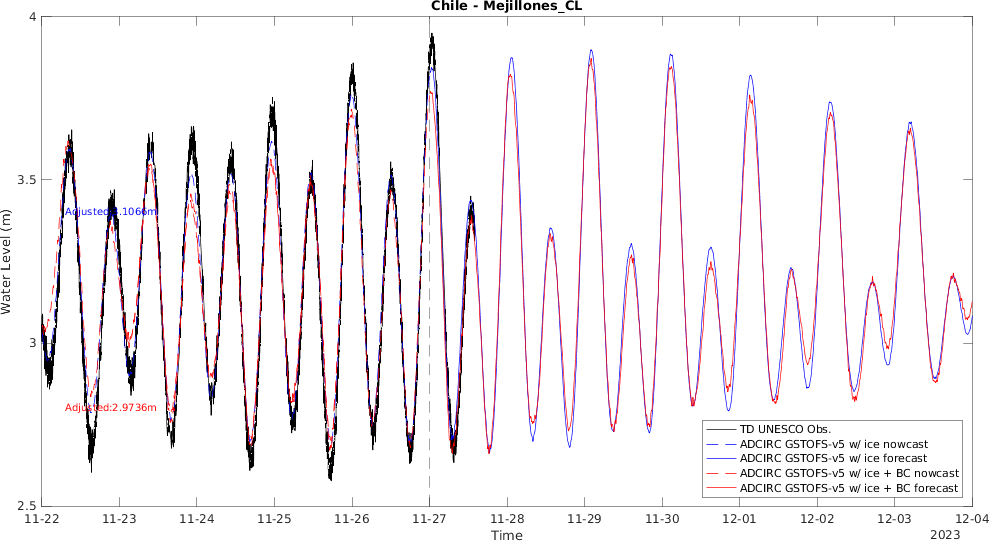 Chile - Mejillones_CL
4
3.5
3
2.5
Water Level (m)
Adjusted:3.1066m
Adjusted:2.9736m
TD UNESCO Obs.
ADCIRC GSTOFS-v5 w/ ice nowcast
ADCIRC GSTOFS-v5 w/ ice forecast
ADCIRC GSTOFS-v5 w/ ice + BC nowcast
ADCIRC GSTOFS-v5 w/ ice + BC forecast
11-22 11-23 11-24 11-25 11-26 11-27 11-28 11-29 11-30 12-01 12-02 12-03 12-04
Time
2023